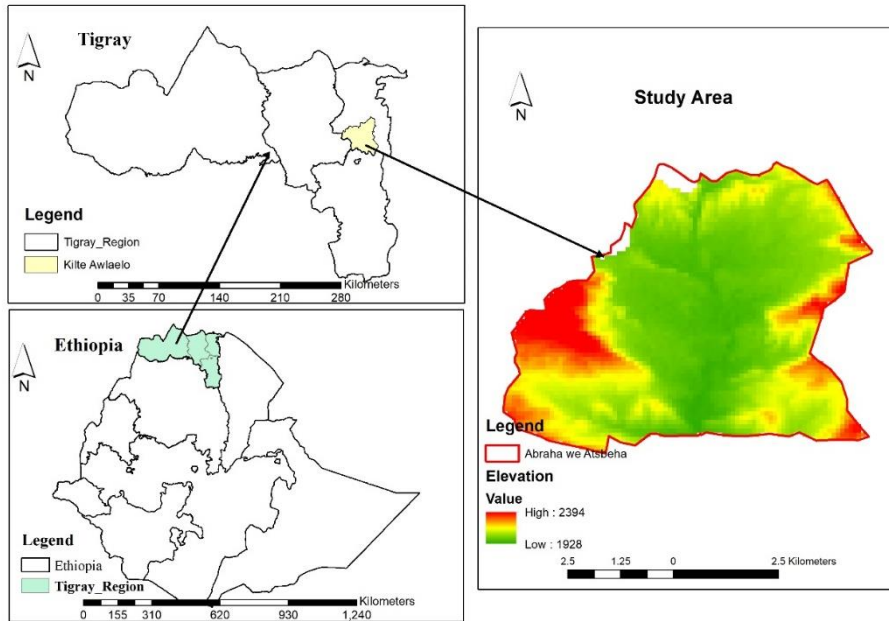 Tigray
N
Legend
Tigray_Region
Kilte Awlaelo
Kilometers
0 35 70 140 210 280
Ethiopia
N
Legend
Ethiopia
Tigray_Region
Kilometers
0 155 310 620 930 1,240
Study Area
N
Legend
Abraha we Atsbeha
Elevation
Value
High : 2394
Low : 1928
2.5 1.25 0 2.5 Kilometers